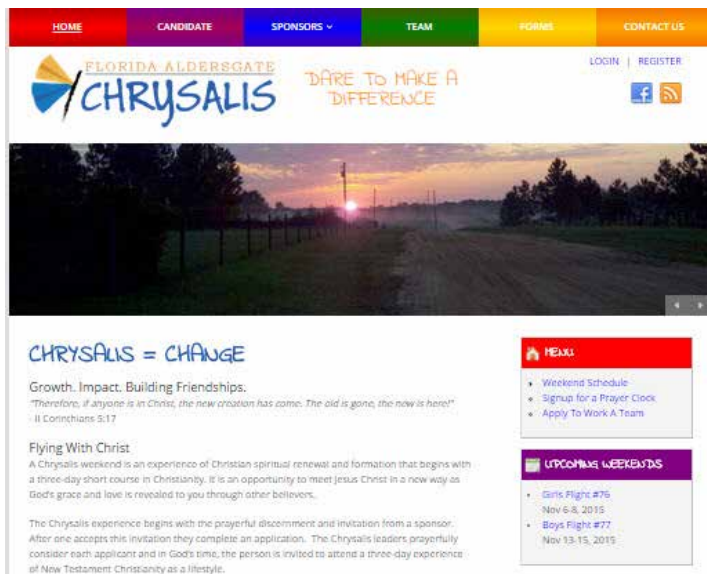 HOME CANDIDATE SPONSORS TEAM FORMS CONTACT US
LOGIN | REGISTER
FLORIDA ALDERSGATE
CHRYSALIS
DARE TO MAKE A
DIFFERENCE
CHRYSALIS = CHANGE
Growth. Impact. Building Friendships.
"Therefore, if anyone is in Christ, the new creation has come. The old is gone, the new is here!"
II Corinthians 5:17
Flying With Christ
A Chrysalis weekend is an experience of Christian spiritual renewal and formation that begins with
a three-day short course in Christianity. It is an opportunity to meet Jesus Christ in a new way as
God's grace and love is revealed to you through other believers.
The Chrysalis experience begins with the prayerful discernment and invitation from a sponsor.
After one accepts this invitation they complete an application. The Chrysalis leaders prayerfully
consider each applicant and in God's time, the person is invited to attend a three-day experience
of New Testament Christianity as a lifestyle.
MENU
Weekend Schedule
Signup for a Prayer Clock
Apply To Work A Team
UPCOMING WEEKENDS
Girls Flight #76
Nov 6-8, 2015
Boys Flight #77
Nov 13-15, 2015